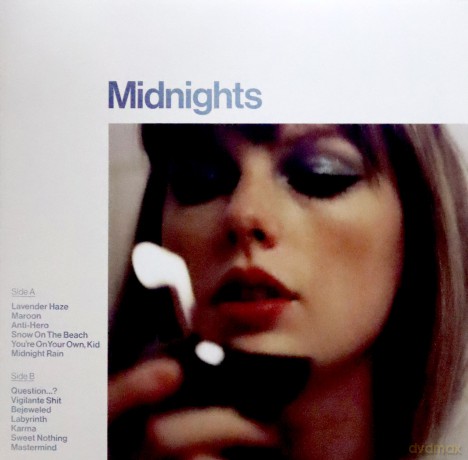 Midnights
Side A
Lavender Haze
Maroon
Anti-Hero
Snow On The Beach
You're On Your Own, Kid
Midnight Rain
Side B
Question...?
Vigilante Shit
Bejeweled
Labyrinth
Karma
Sweet Nothing
Mastermind
dvdmax